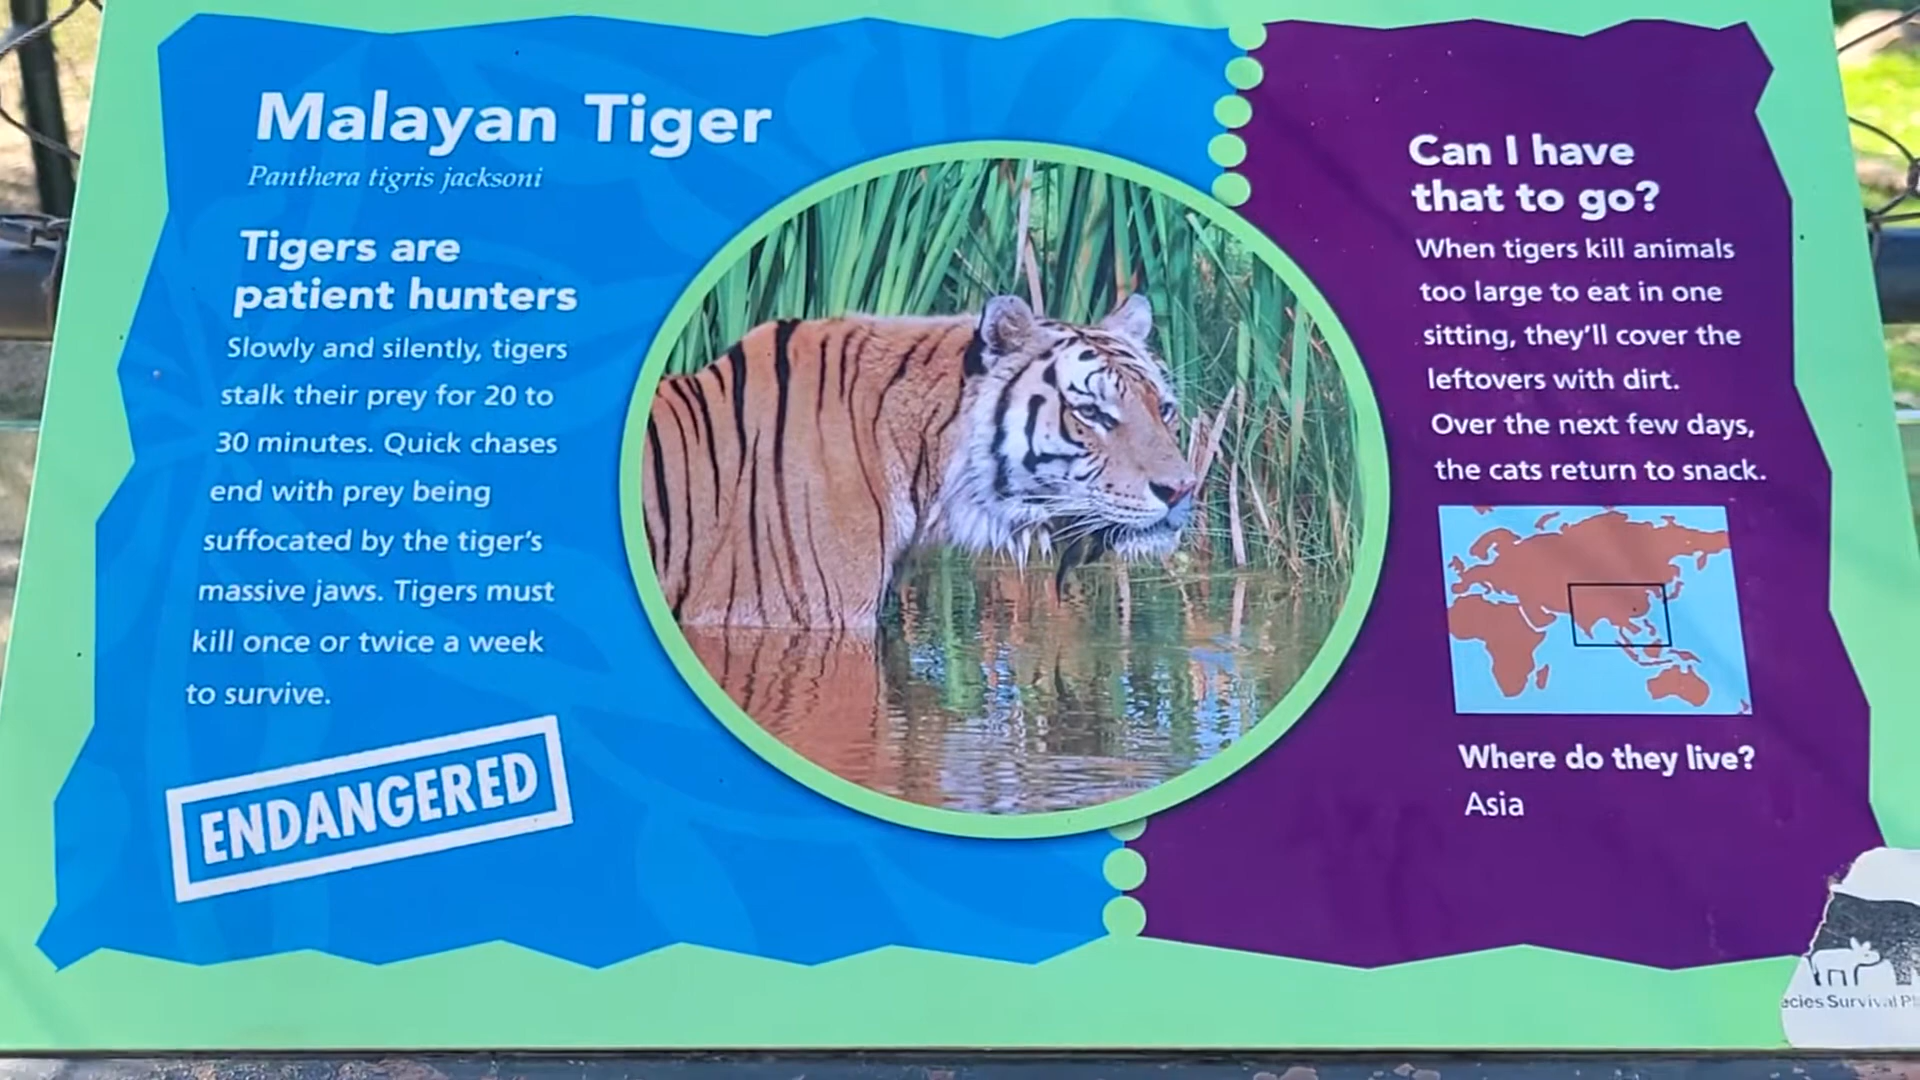 Malayan Tiger
Panthera tigris jacksoni
Tigers are
patient hunters
Slowly and silently, tigers
stalk their prey for 20 to
30 minutes. Quick chases
end with prey being
suffocated by the tiger's
massive jaws. Tigers must
kill once or twice a week
to survive.
ENDANGERED
Can I have
that to go?
When tigers kill animals
too large to eat in one
sitting, they'll cover the
leftovers with dirt.
Over the next few days,
the cats return to snack.
Where do they live?
Asia
Survival